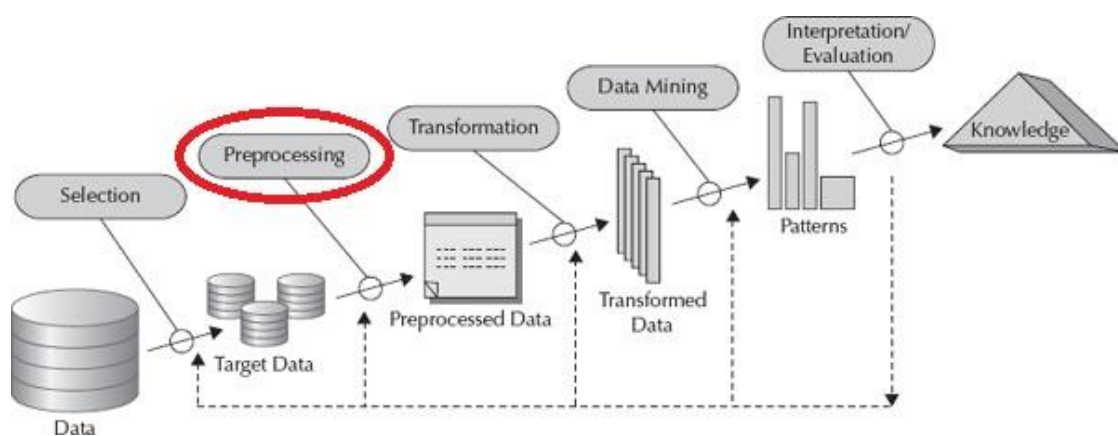 Interpretation/
Evaluation
Data Mining
Transformation
Preprocessing
Selection
Knowledge
Patterns
Transformed
Data
Preprocessed Data
Target Data
Data